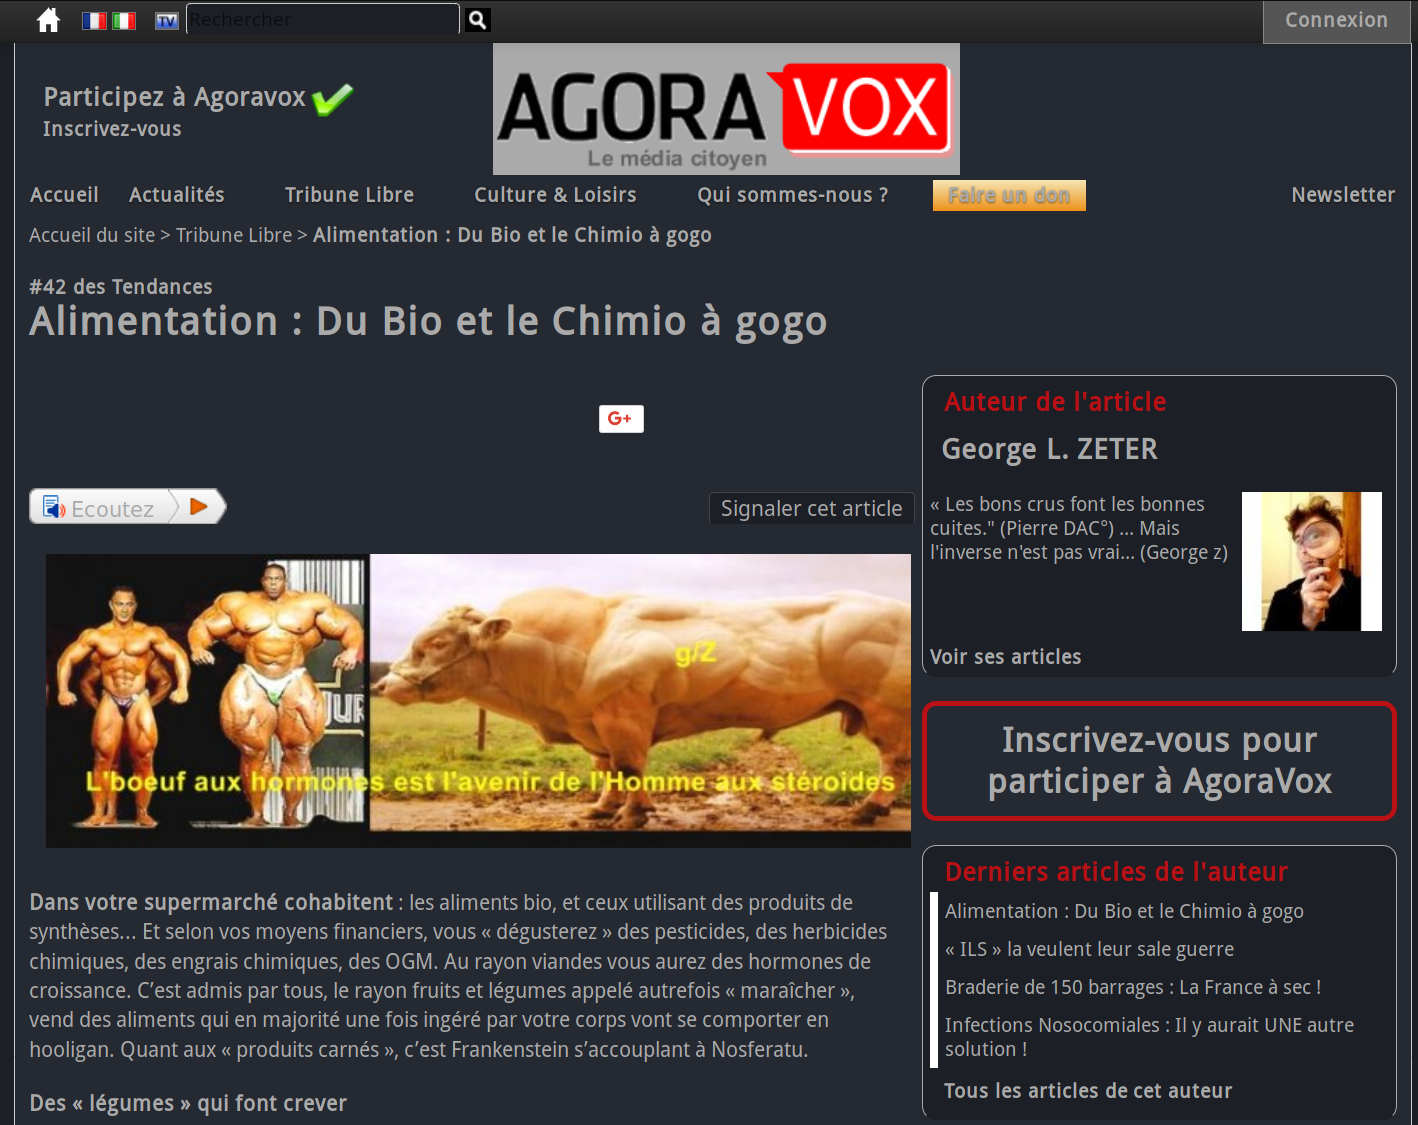 TV
Rechercher
Connexion
Participez à Agoravox
Inscrivez-vous
AGORA VOX
Le média citoyen
Accueil Actualités Tribune Libre Culture & Loisirs Qui sommes-nous ? Faire un don Newsletter
Accueil du site > Tribune Libre > Alimentation : Du Bio et le Chimio à gogo
#42 des Tendances
Alimentation : Du Bio et le Chimio à gogo
G+
Ecoutez
Signaler cet article
g/Z
JUR
L'boeuf aux hormones est l'avenir de l'Homme aux stéroides
Dans votre supermarché cohabitent : les aliments bio, et ceux utilisant des produits de
synthèses... Et selon vos moyens financiers, vous « dégusterez » des pesticides, des herbicides
chimiques, des engrais chimiques, des OGM. Au rayon viandes vous aurez des hormones de
croissance. C’est admis par tous, le rayon fruits et légumes appelé autrefois « maraîcher »,
vend des aliments qui en majorité une fois ingéré par votre corps vont se comporter en
hooligan. Quant aux « produits carnés », c’est Frankenstein s’accouplant à Nosferatu.
Des « légumes » qui font crever
Auteur de l'article
George L. ZETER
« Les bons crus font les bonnes
cuites." (Pierre DAC°) ... Mais
l'inverse n'est pas vrai... (George z)
Voir ses articles
Inscrivez-vous pour
participer à AgoraVox
Derniers articles de l'auteur
Alimentation : Du Bio et le Chimio à gogo
« ILS » la veulent leur sale guerre
Braderie de 150 barrages : La France à sec !
Infections Nosocomiales : Il y aurait UNE autre
solution !
Tous les articles de cet auteur